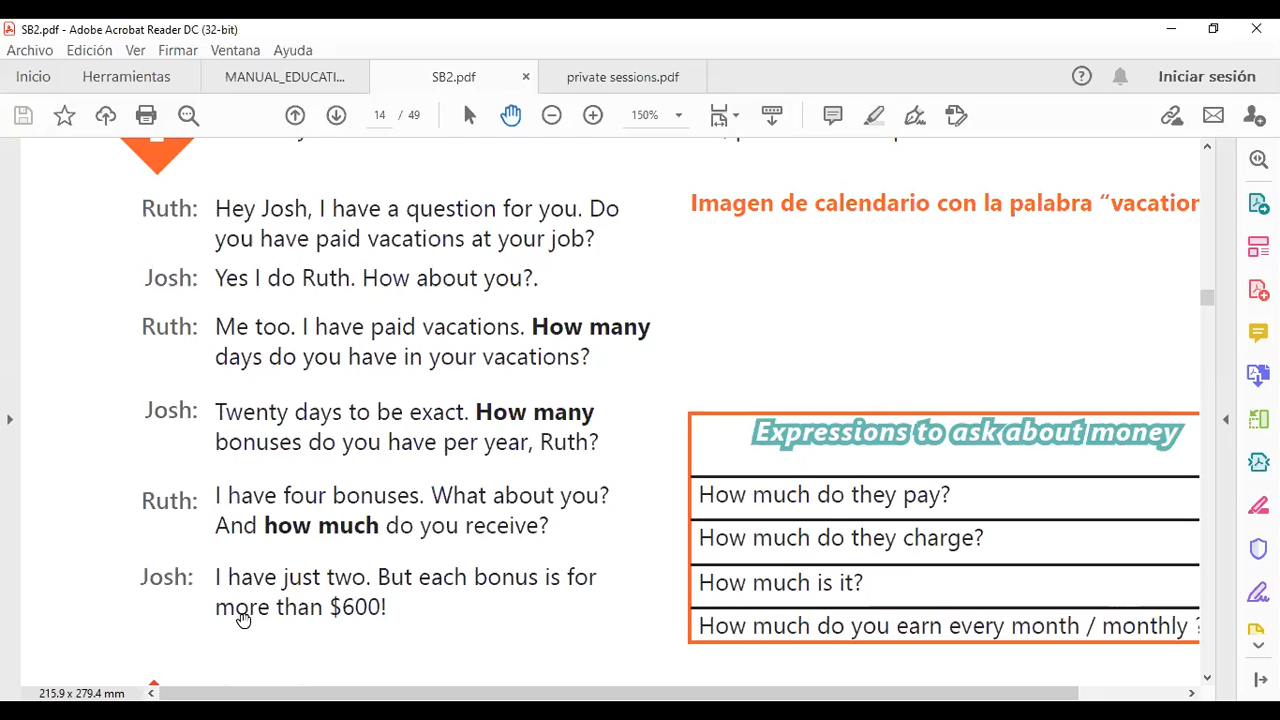 SB2.pdf - Adobe Acrobat Reader DC (32-bit)
Archivo Edición Ver Firmar Ventana Ayuda
Inicio Herramientas MANUAL_EDUCATI... SB2.pdf × private sessions.pdf Iniciar sesión
14 / 49 150%
Ruth: Hey Josh, I have a question for you. Do
you have paid vacations at your job?
Josh: Yes I do Ruth. How about you?.
Ruth: Me too. I have paid vacations. How many
days do you have in your vacations?
Josh: Twenty days to be exact. How many
bonuses do you have per year, Ruth?
Ruth: I have four bonuses. What about you?
And how much do you receive?
Josh: I have just two. But each bonus is for
more than $600!
Imagen de calendario con la palabra “vacation
Expressions to ask about money
How much do they pay?
How much do they charge?
How much is it?
How much do you earn every month / monthly ?
215.9 x 279.4 mm